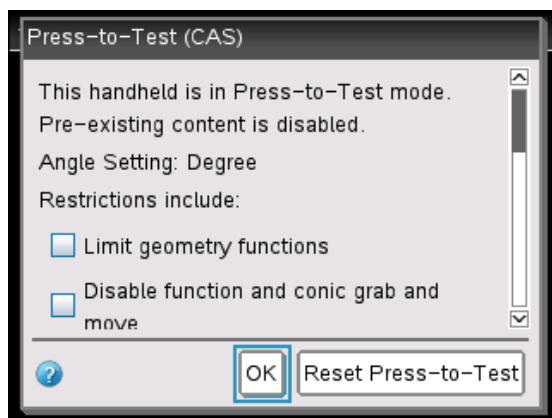 Press-to-Test (CAS)
This handheld is in Press-to-Test mode.
Pre-existing content is disabled.
Angle Setting: Degree
Restrictions include:
Limit geometry functions
Disable function and conic grab and
move
?
OK
Reset Press-to-Test